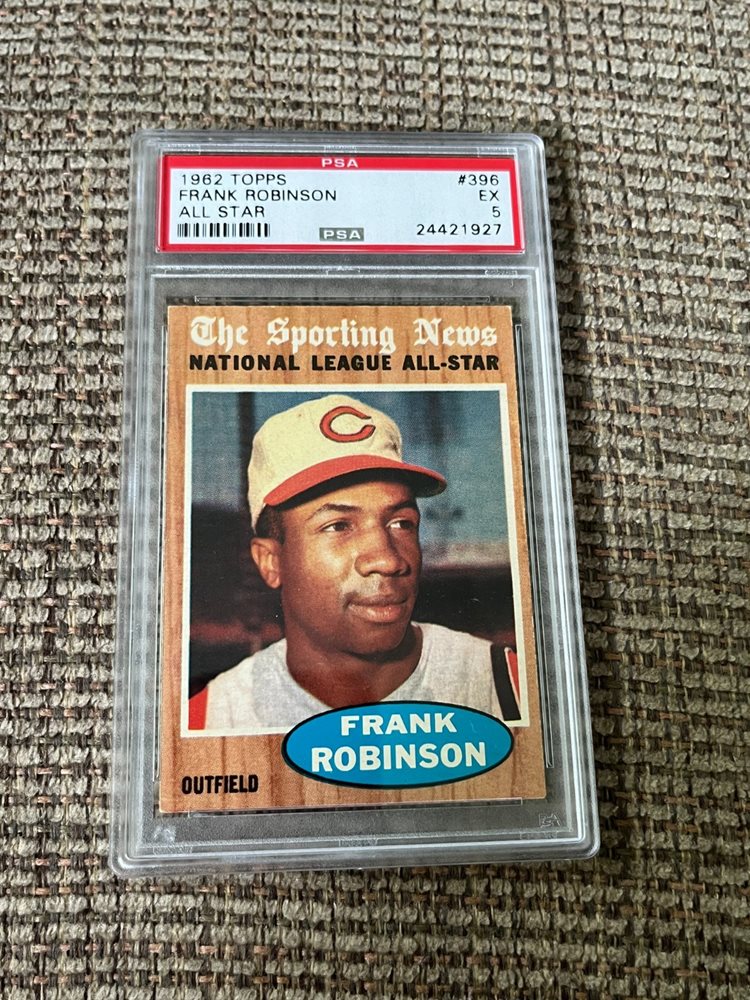 PSA
1962 TOPPS #396
FRANK ROBINSON EX
ALL STAR 5
PSA 24421927
The Sporting News
NATIONAL LEAGUE ALL-STAR
C
FRANK
ROBINSON
OUTFIELD